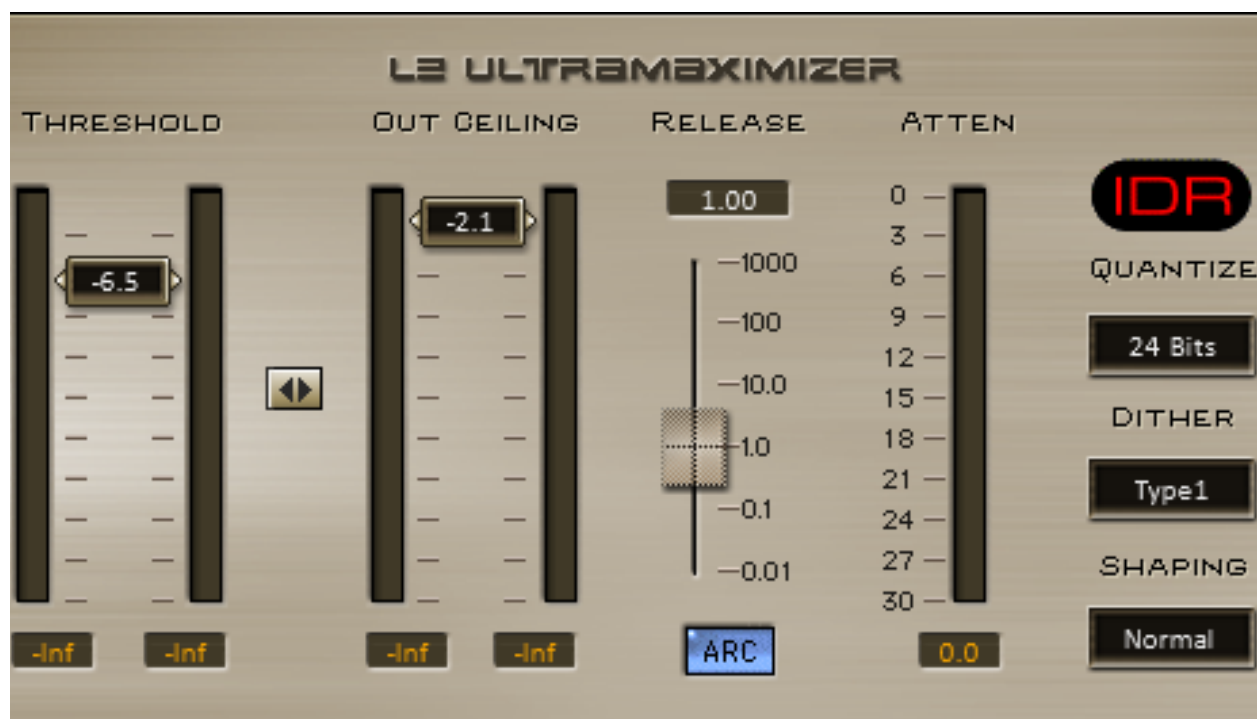 L2 ULTRAMAXIMIZER
THRESHOLD OUT CEILING RELEASE ATTEN
IDR
1.00
0
-2.1
3
1000
QUANTIZE
-6.5
6
9
100
24 Bits
12
10.0
15
DITHER
18
1.0
21
Type1
0.1
24
27
SHAPING
0.01
30
-Inf -Inf -Inf -Inf ARC 0.0 Normal